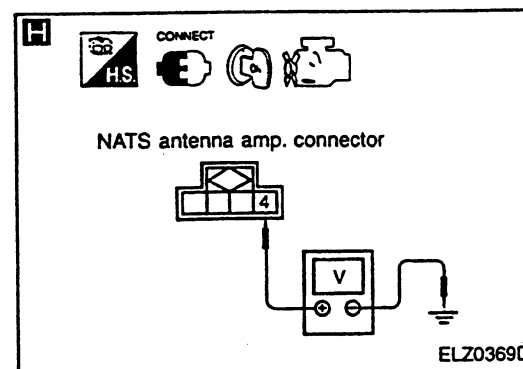 H
CONNECT
H.S.
NATS antenna amp. connector
4
V
+ −
ELZ0369D